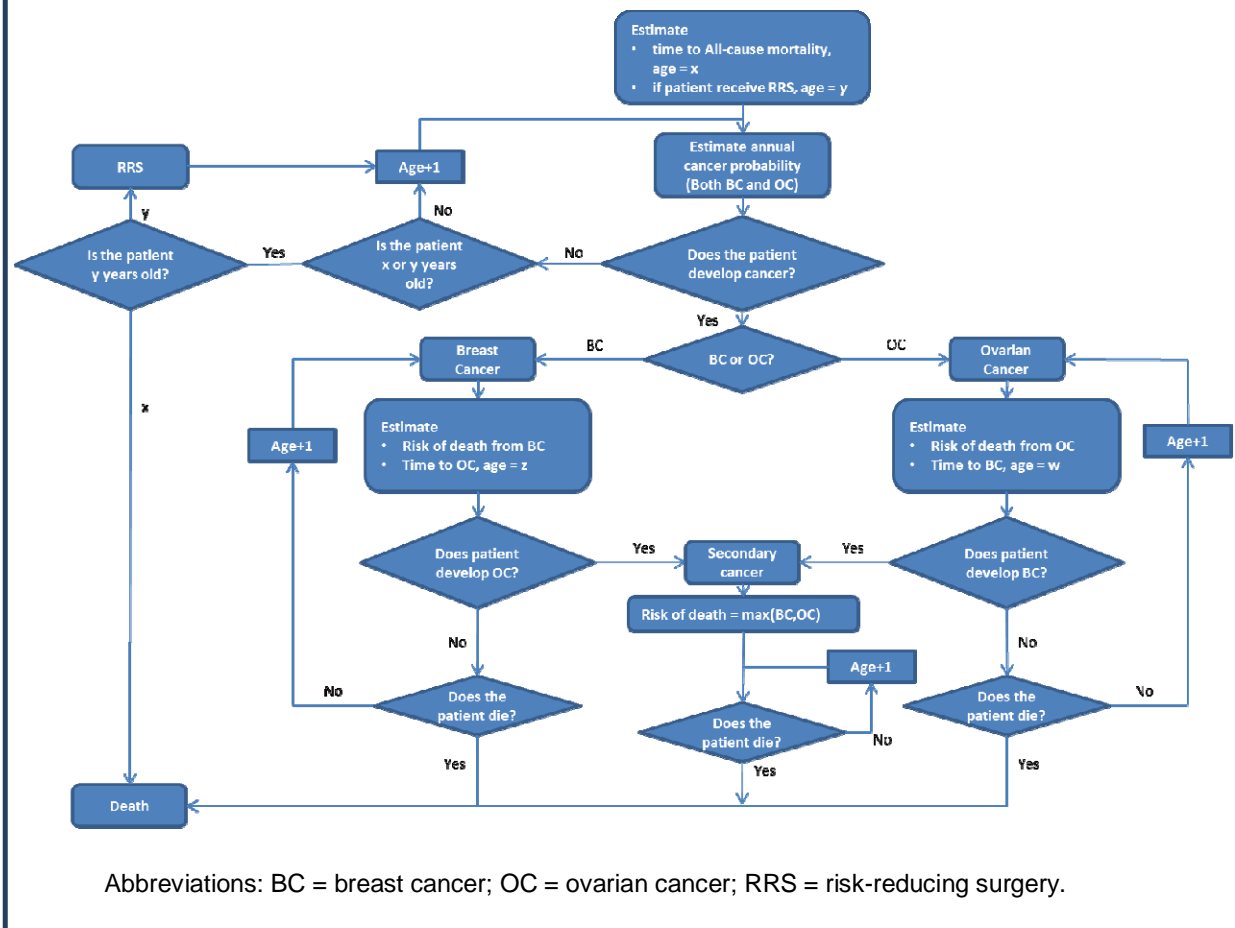 Estimate
• time to All-cause mortality,
age = x
• if patient receive RRS, age = y
Estimate annual
cancer probability
(Both BC and OC)
RRS
Age+1
y
No
Is the patient
y years old?
Yes
Is the patient
x or y years
old?
No
Does the patient
develop cancer?
Yes
Breast
Cancer
BC
BC or OC?
OC
Ovarian
Cancer
x
Age+1
Estimate
• Risk of death from BC
• Time to OC, age = z
Estimate
• Risk of death from OC
• Time to BC, age = w
Age+1
Does patient
develop OC?
Yes
Secondary
cancer
Yes
Does patient
develop BC?
Risk of death = max(BC,OC)
No
No
Age+1
No
Does the
patient die?
Does the
patient die?
No
Does the
patient die?
No
Yes
Yes
Yes
Death
Abbreviations: BC = breast cancer; OC = ovarian cancer; RRS = risk-reducing surgery.